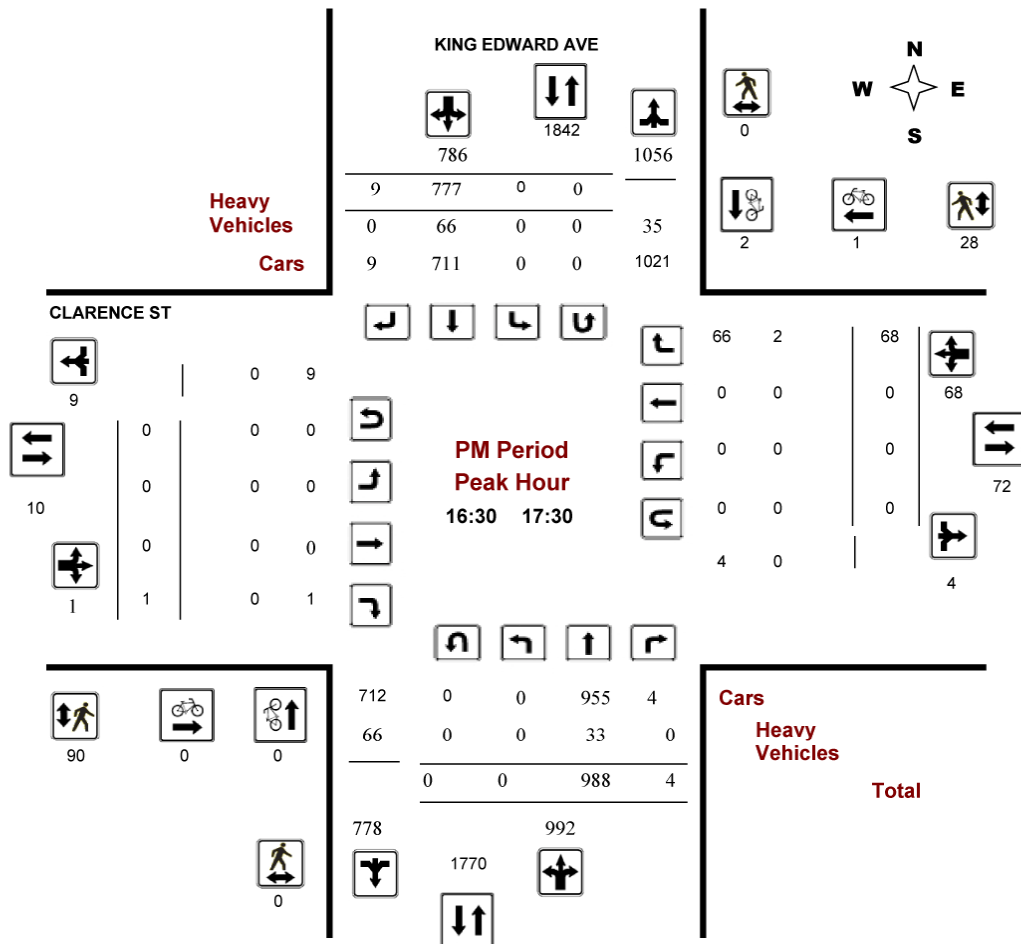 KING EDWARD AVE
N
W E
S
1842
0
786 1056
9 777 0 0
Heavy
Vehicles
0 66 0 0 35
2 1 28
Cars 9 711 0 0 1021
CLARENCE ST
66 2 68
0 9
9
0 0 0
68
0 0 0
PM Period
0 0 0
Peak Hour
0 0 0
72
10
16:30 17:30
0 0 0
0 0 0
4 0
4
1
1 0 1
712 0 0 955 4 Cars
66 0 0 33 0 Heavy
Vehicles
90 0 0
0 0 988 4
Total
778 992
1770
0